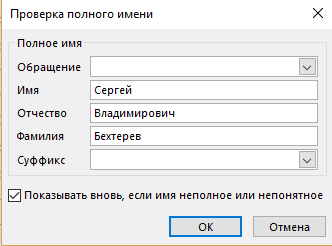 Проверка полного имени
Полное имя
Обращение
Имя Сергей
Отчество Владимирович
Фамилия Бехтерев
Суффикс
Показывать вновь, если имя неполное или непонятное
OK Отмена